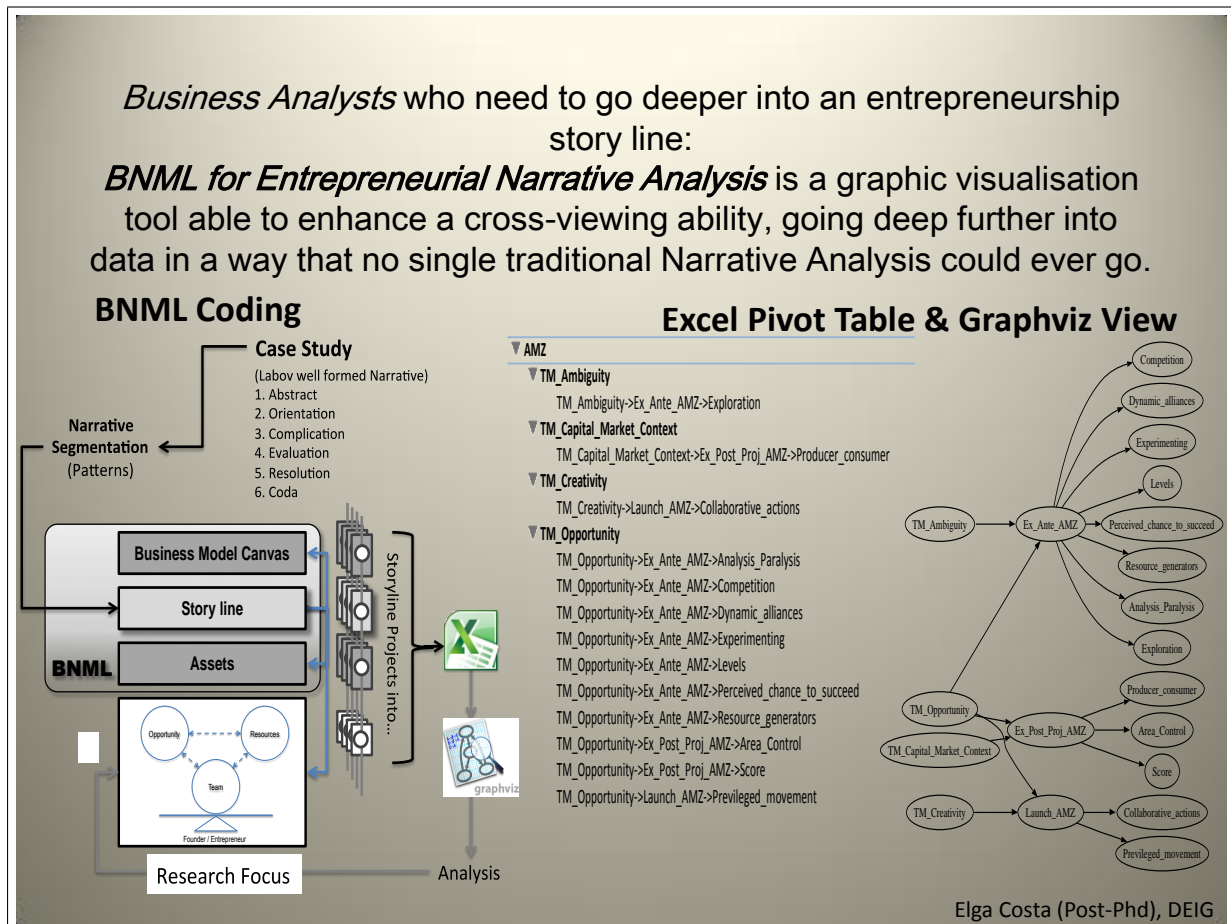 Business Analysts who need to go deeper into an entrepreneurship
story line:
BNML for Entrepreneurial Narrative Analysis is a graphic visualisation
tool able to enhance a cross-viewing ability, going deep further into
data in a way that no single traditional Narrative Analysis could ever go.
BNML Coding
Case Study
(Labov well formed Narrative)
1. Abstract
2. Orientation
3. Complication
4. Evaluation
5. Resolution
6. Coda
Narrative
Segmentation
(Patterns)
Business Model Canvas
Story line
Assets
BNML
Storyline Projects into...
Opportunity
Resources
Team
Founder / Entrepreneur
graphviz
Research Focus
Analysis
Excel Pivot Table & Graphviz View
AMZ
TM_Ambiguity
TM_Ambiguity->Ex_Ante_AMZ->Exploration
TM_Capital_Market_Context
TM_Capital_Market_Context->Ex_Post_Proj_AMZ->Producer_consumer
TM_Creativity
TM_Creativity->Launch_AMZ->Collaborative_actions
TM_Opportunity
TM_Opportunity->Ex_Ante_AMZ->Analysis_Paralysis
TM_Opportunity->Ex_Ante_AMZ->Competition
TM_Opportunity->Ex_Ante_AMZ->Dynamic_alliances
TM_Opportunity->Ex_Ante_AMZ->Experimenting
TM_Opportunity->Ex_Ante_AMZ->Levels
TM_Opportunity->Ex_Ante_AMZ->Perceived_chance_to_succeed
TM_Opportunity->Ex_Ante_AMZ->Resource_generators
TM_Opportunity->Ex_Post_Proj_AMZ->Area_Control
TM_Opportunity->Ex_Post_Proj_AMZ->Score
TM_Opportunity->Launch_AMZ->Previleged_movement
Competition
Dynamic_alliances
Experimenting
Levels
TM_Ambiguity
Ex_Ante_AMZ
Perceived_chance_to_succeed
Resource_generators
Analysis_Paralysis
Exploration
Producer_consumer
TM_Opportunity
Ex_Post_Proj_AMZ
Area_Control
TM_Capital_Market_Context
Score
TM_Creativity
Launch_AMZ
Collaborative_actions
Previleged_movement
Elga Costa (Post-Phd), DEIG